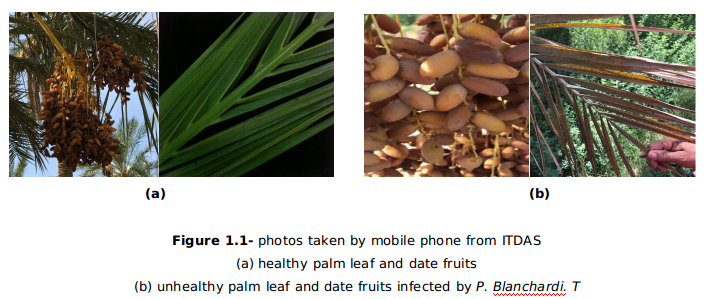 (a) (b)
Figure 1.1- photos taken by mobile phone from ITDAS
(a) healthy palm leaf and date fruits
(b) unhealthy palm leaf and date fruits infected by P. Blanchardi. T